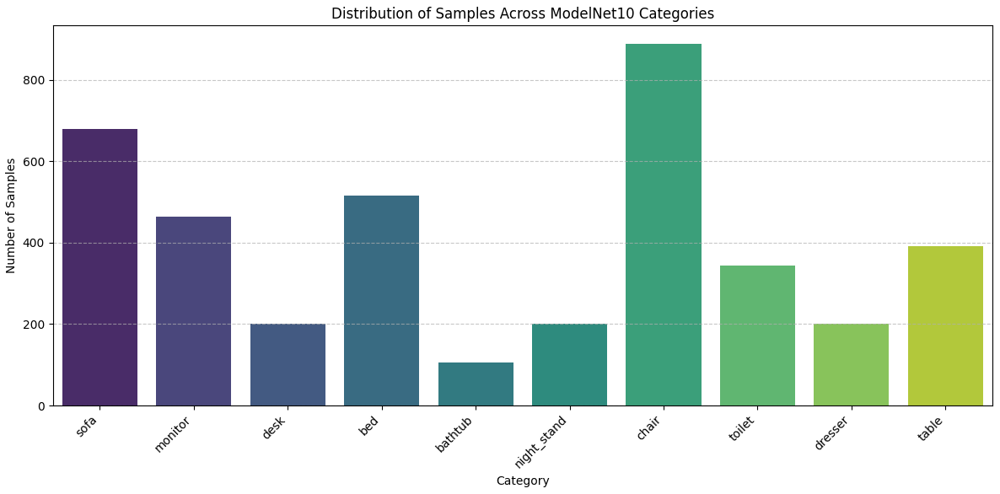 Distribution of Samples Across ModelNet10 Categories
Number of Samples
800
600
400
200
0
sofa
monitor
desk
bed
bathtub
night_stand
chair
toilet
dresser
table
Category